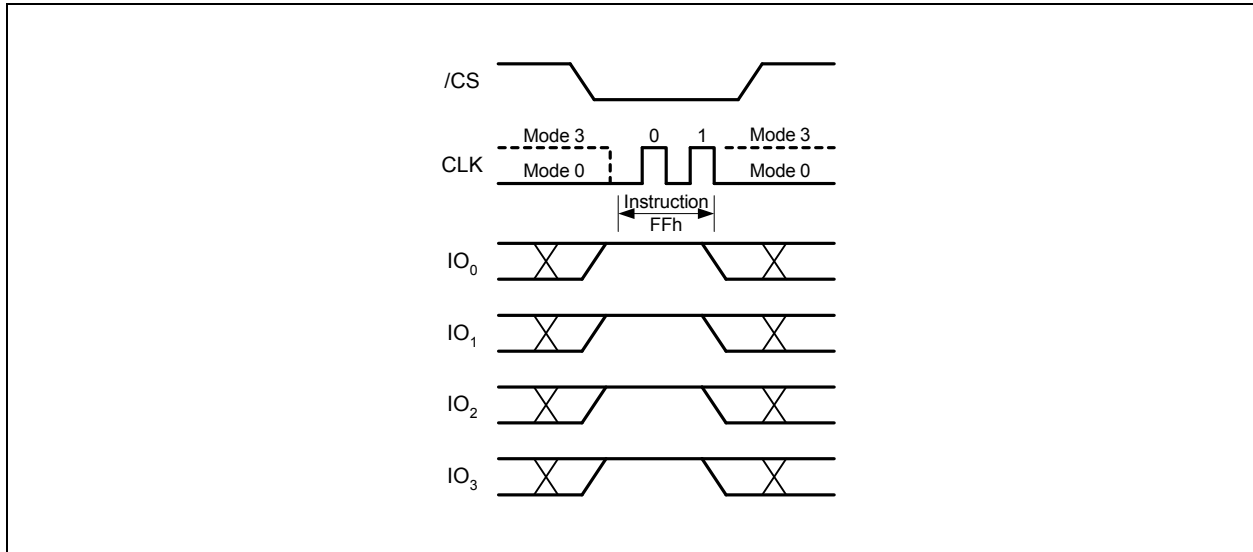 /CS
Mode 3 0 1 Mode 3
CLK
Mode 0 Mode 0
Instruction
FFh
IO0
IO1
IO2
IO3